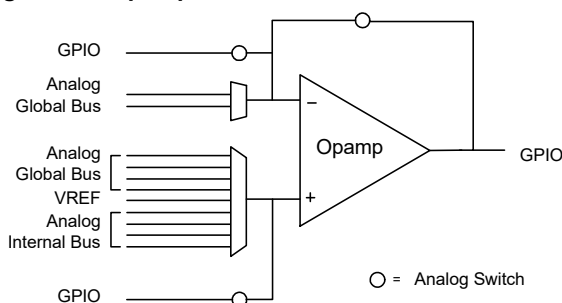 GPIO
Analog
Global Bus
−
Opamp
GPIO
Analog
Global Bus
VREF
Analog
Internal Bus
+
GPIO
= Analog Switch